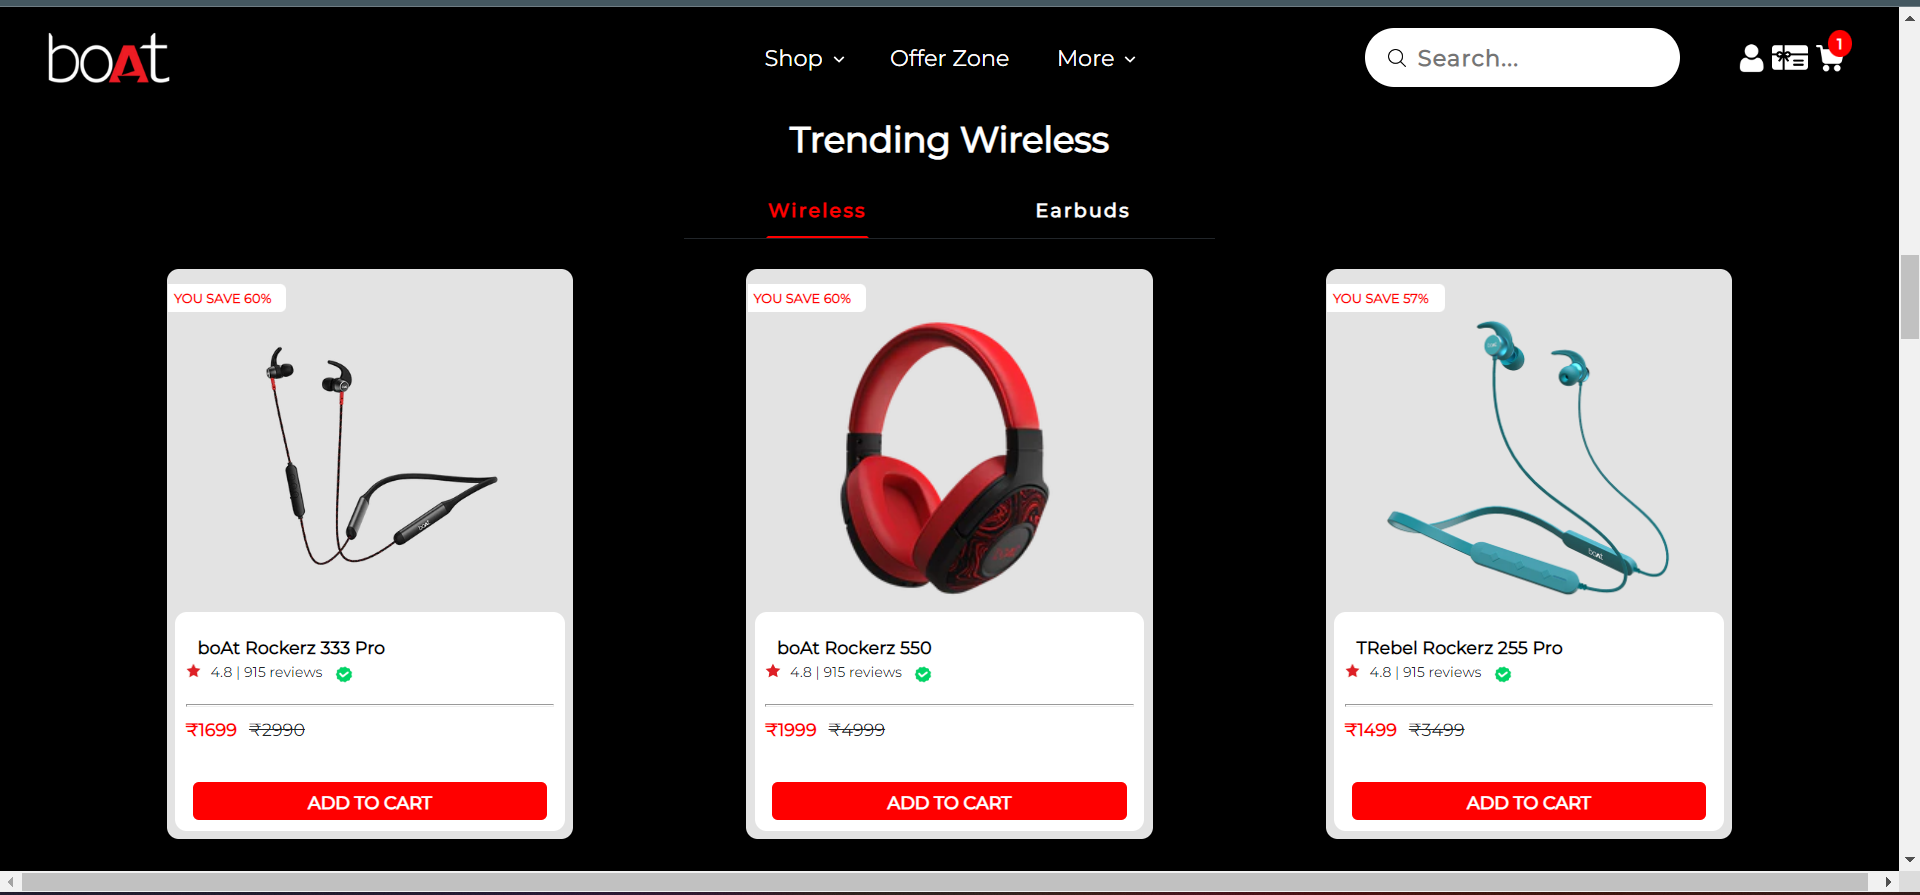 boAt
Shop
Offer Zone
More
Search...
1
Trending Wireless
Wireless
Earbuds
YOU SAVE 60%
boAt
boAt Rockerz 333 Pro
4.8 | 915 reviews
₹1699 ₹2990
ADD TO CART
YOU SAVE 60%
boAt
boAt Rockerz 550
4.8 | 915 reviews
₹1999 ₹4999
ADD TO CART
YOU SAVE 57%
boAt
TRebel Rockerz 255 Pro
4.8 | 915 reviews
₹1499 ₹3499
ADD TO CART